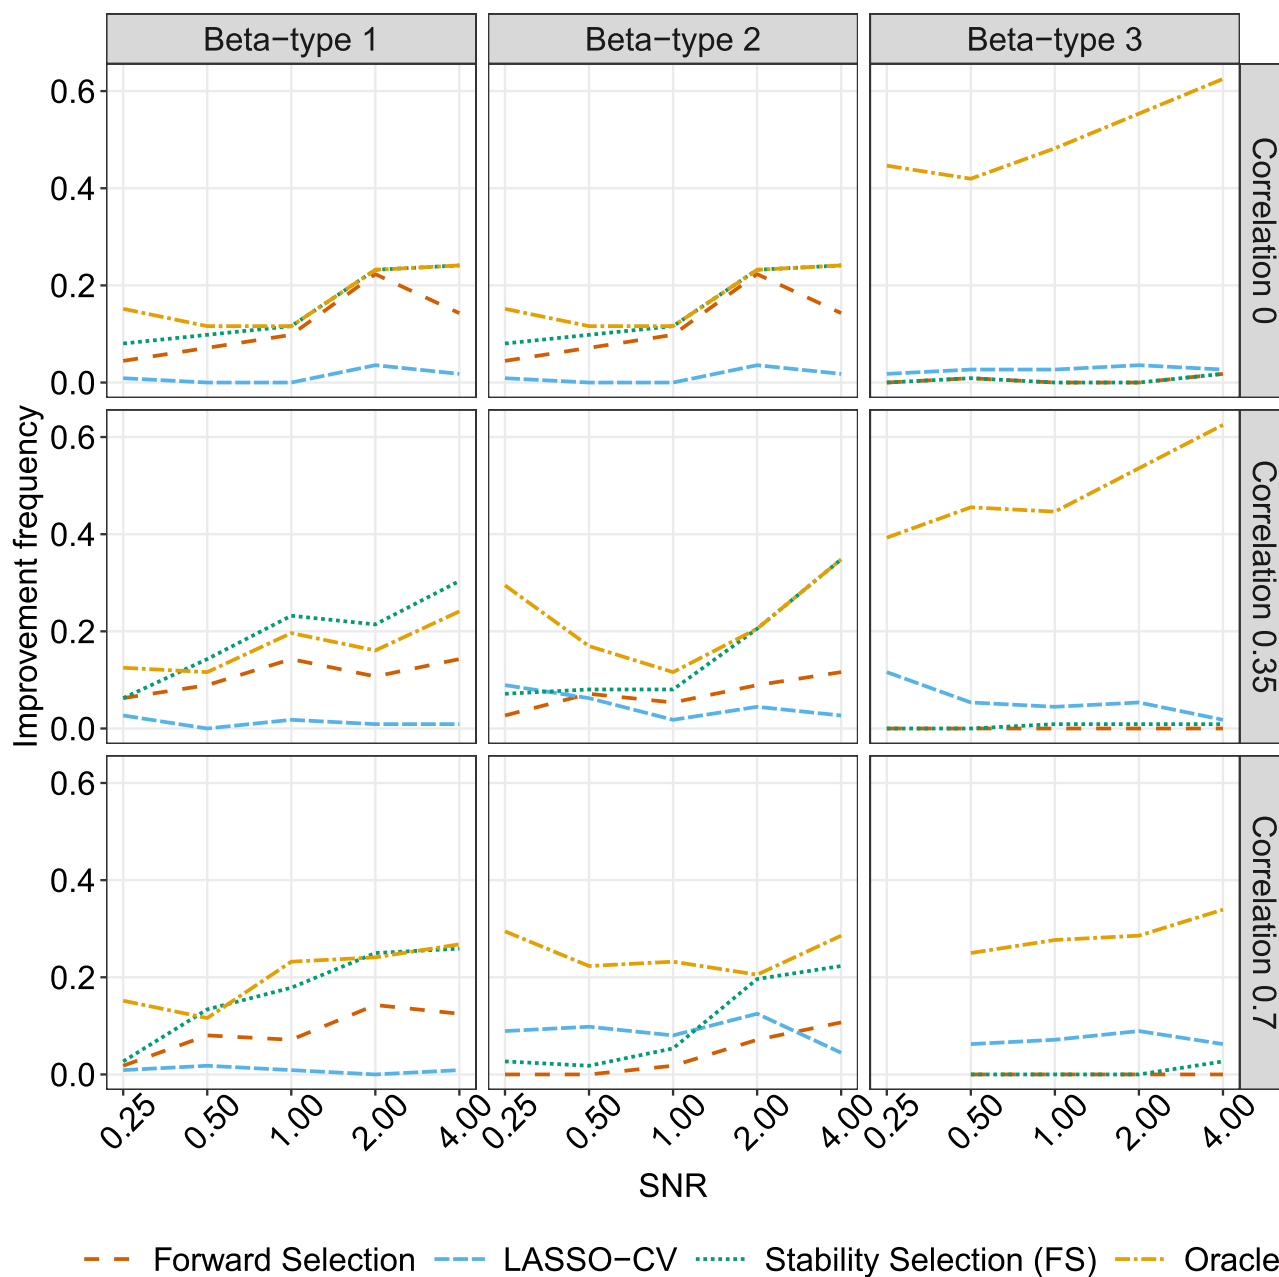 Beta−type 1 Beta−type 2 Beta−type 3
0.6
0.4
0.2
0.0
Correlation 0
0.6
0.4
0.2
0.0
Correlation 0.35
0.6
0.4
0.2
0.0
Correlation 0.7
Improvement frequency
0.25 0.50 1.00 2.00 4.00 0.25 0.50 1.00 2.00 4.00 0.25 0.50 1.00 2.00 4.00
SNR
Forward Selection LASSO−CV Stability Selection (FS) Oracle